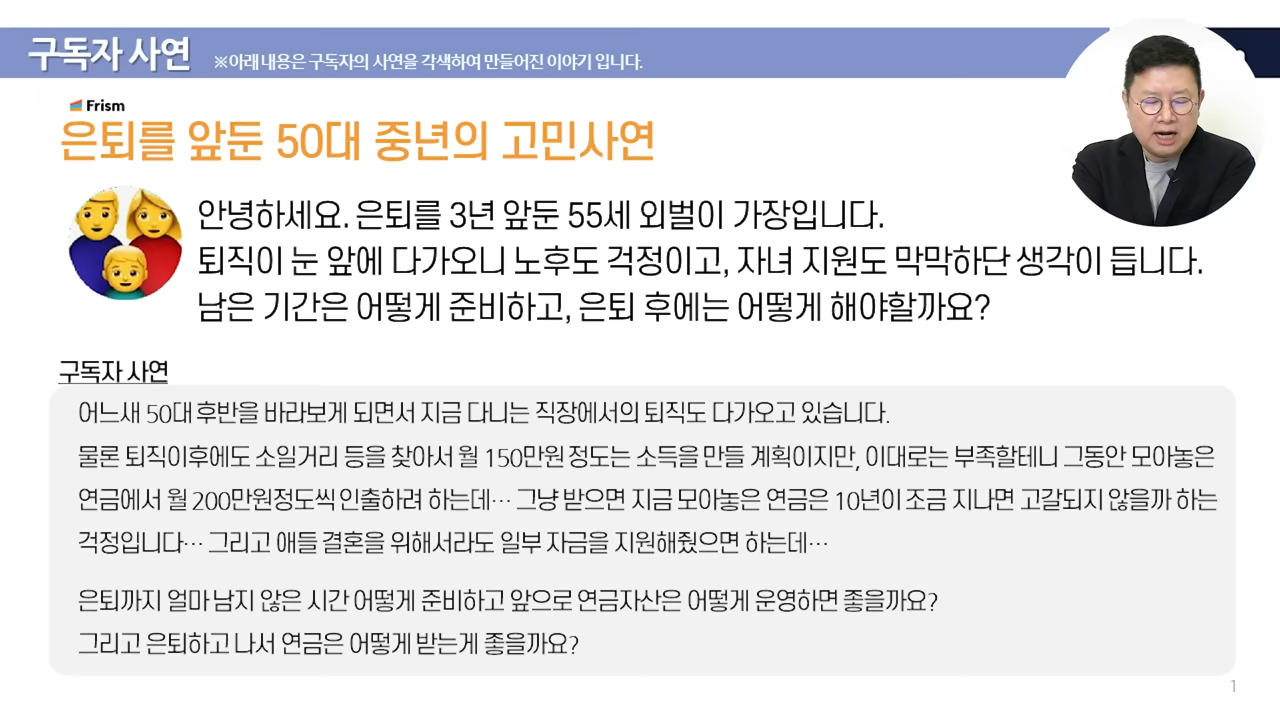 구독자 사연
※아래 내용은 구독자의 사연을 각색하여 만들어진 이야기 입니다.
Frism
은퇴를 앞둔 50대 중년의 고민사연
안녕하세요. 은퇴를 3년 앞둔 55세 외벌이 가장입니다.
퇴직이 눈 앞에 다가오니 노후도 걱정이고, 자녀 지원도 막막하단 생각이 듭니다.
남은 기간은 어떻게 준비하고, 은퇴 후에는 어떻게 해야할까요?
구독자 사연
어느새 50대 후반을 바라보게 되면서 지금 다니는 직장에서의 퇴직도 다가오고 있습니다.
물론 퇴직이후에도 소일거리 등을 찾아서 월 150만원 정도는 소득을 만들 계획이지만, 이대로는 부족할테니 그동안 모아놓은
연금에서 월 200만원정도씩 인출하려 하는데… 그냥 받으면 지금 모아놓은 연금은 10년이 조금 지나면 고갈되지 않을까 하는
걱정입니다… 그리고 애들 결혼을 위해서라도 일부 자금을 지원해줬으면 하는데…
은퇴까지 얼마 남지 않은 시간 어떻게 준비하고 앞으로 연금자산은 어떻게 운영하면 좋을까요?
그리고 은퇴하고 나서 연금은 어떻게 받는게 좋을까요?
1